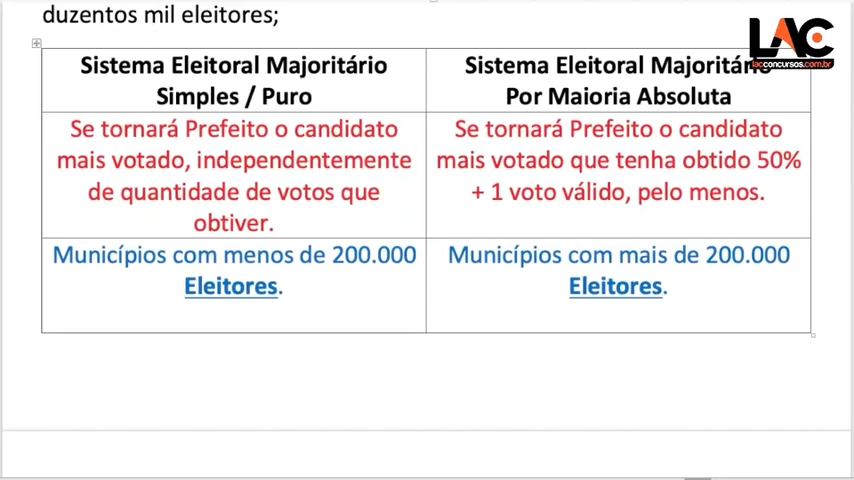 duzentos mil eleitores;
LAC
lacconcursos.com.br
Sistema Eleitoral Majoritário
Simples / Puro
Sistema Eleitoral Majoritário
Por Maioria Absoluta
Se tornará Prefeito o candidato
mais votado, independentemente
de quantidade de votos que
obtiver.
Se tornará Prefeito o candidato
mais votado que tenha obtido 50%
+ 1 voto válido, pelo menos.
Municípios com menos de 200.000
Eleitores.
Municípios com mais de 200.000
Eleitores.